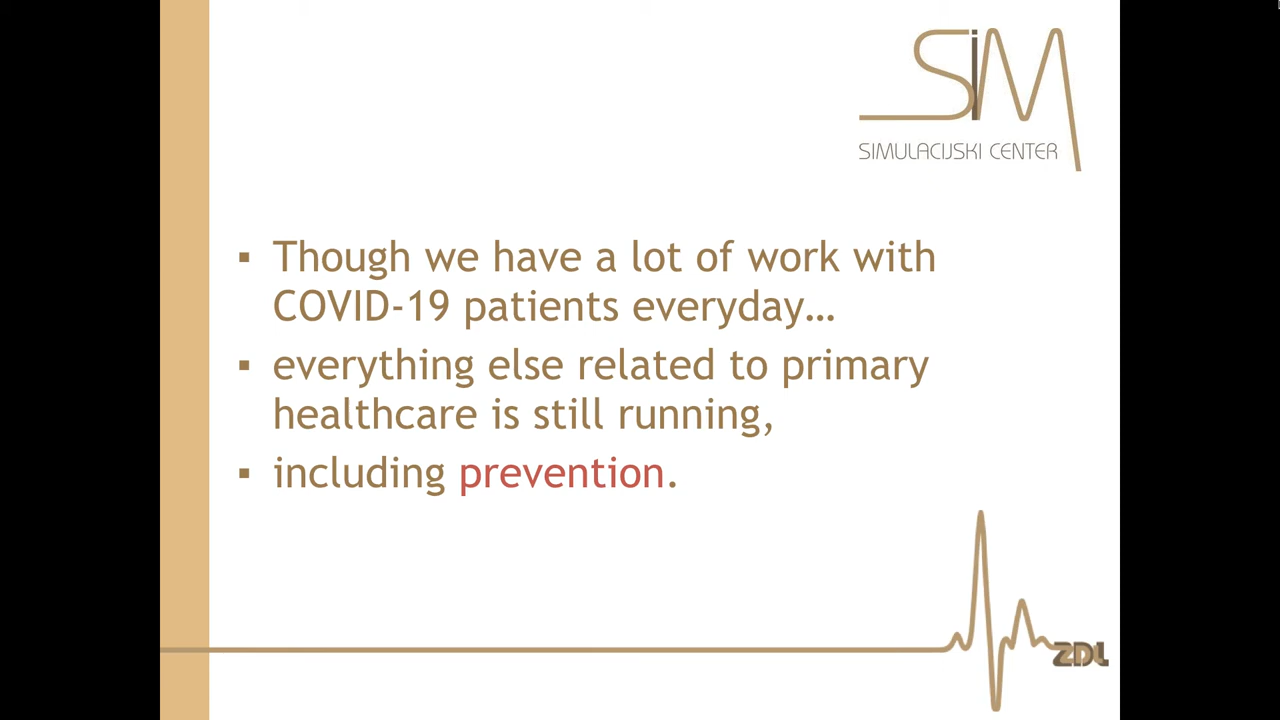 SiM
SIMULACIJSKI CENTER
▪ Though we have a lot of work with
COVID-19 patients everyday…
▪ everything else related to primary
healthcare is still running,
▪ including prevention.
ZDL